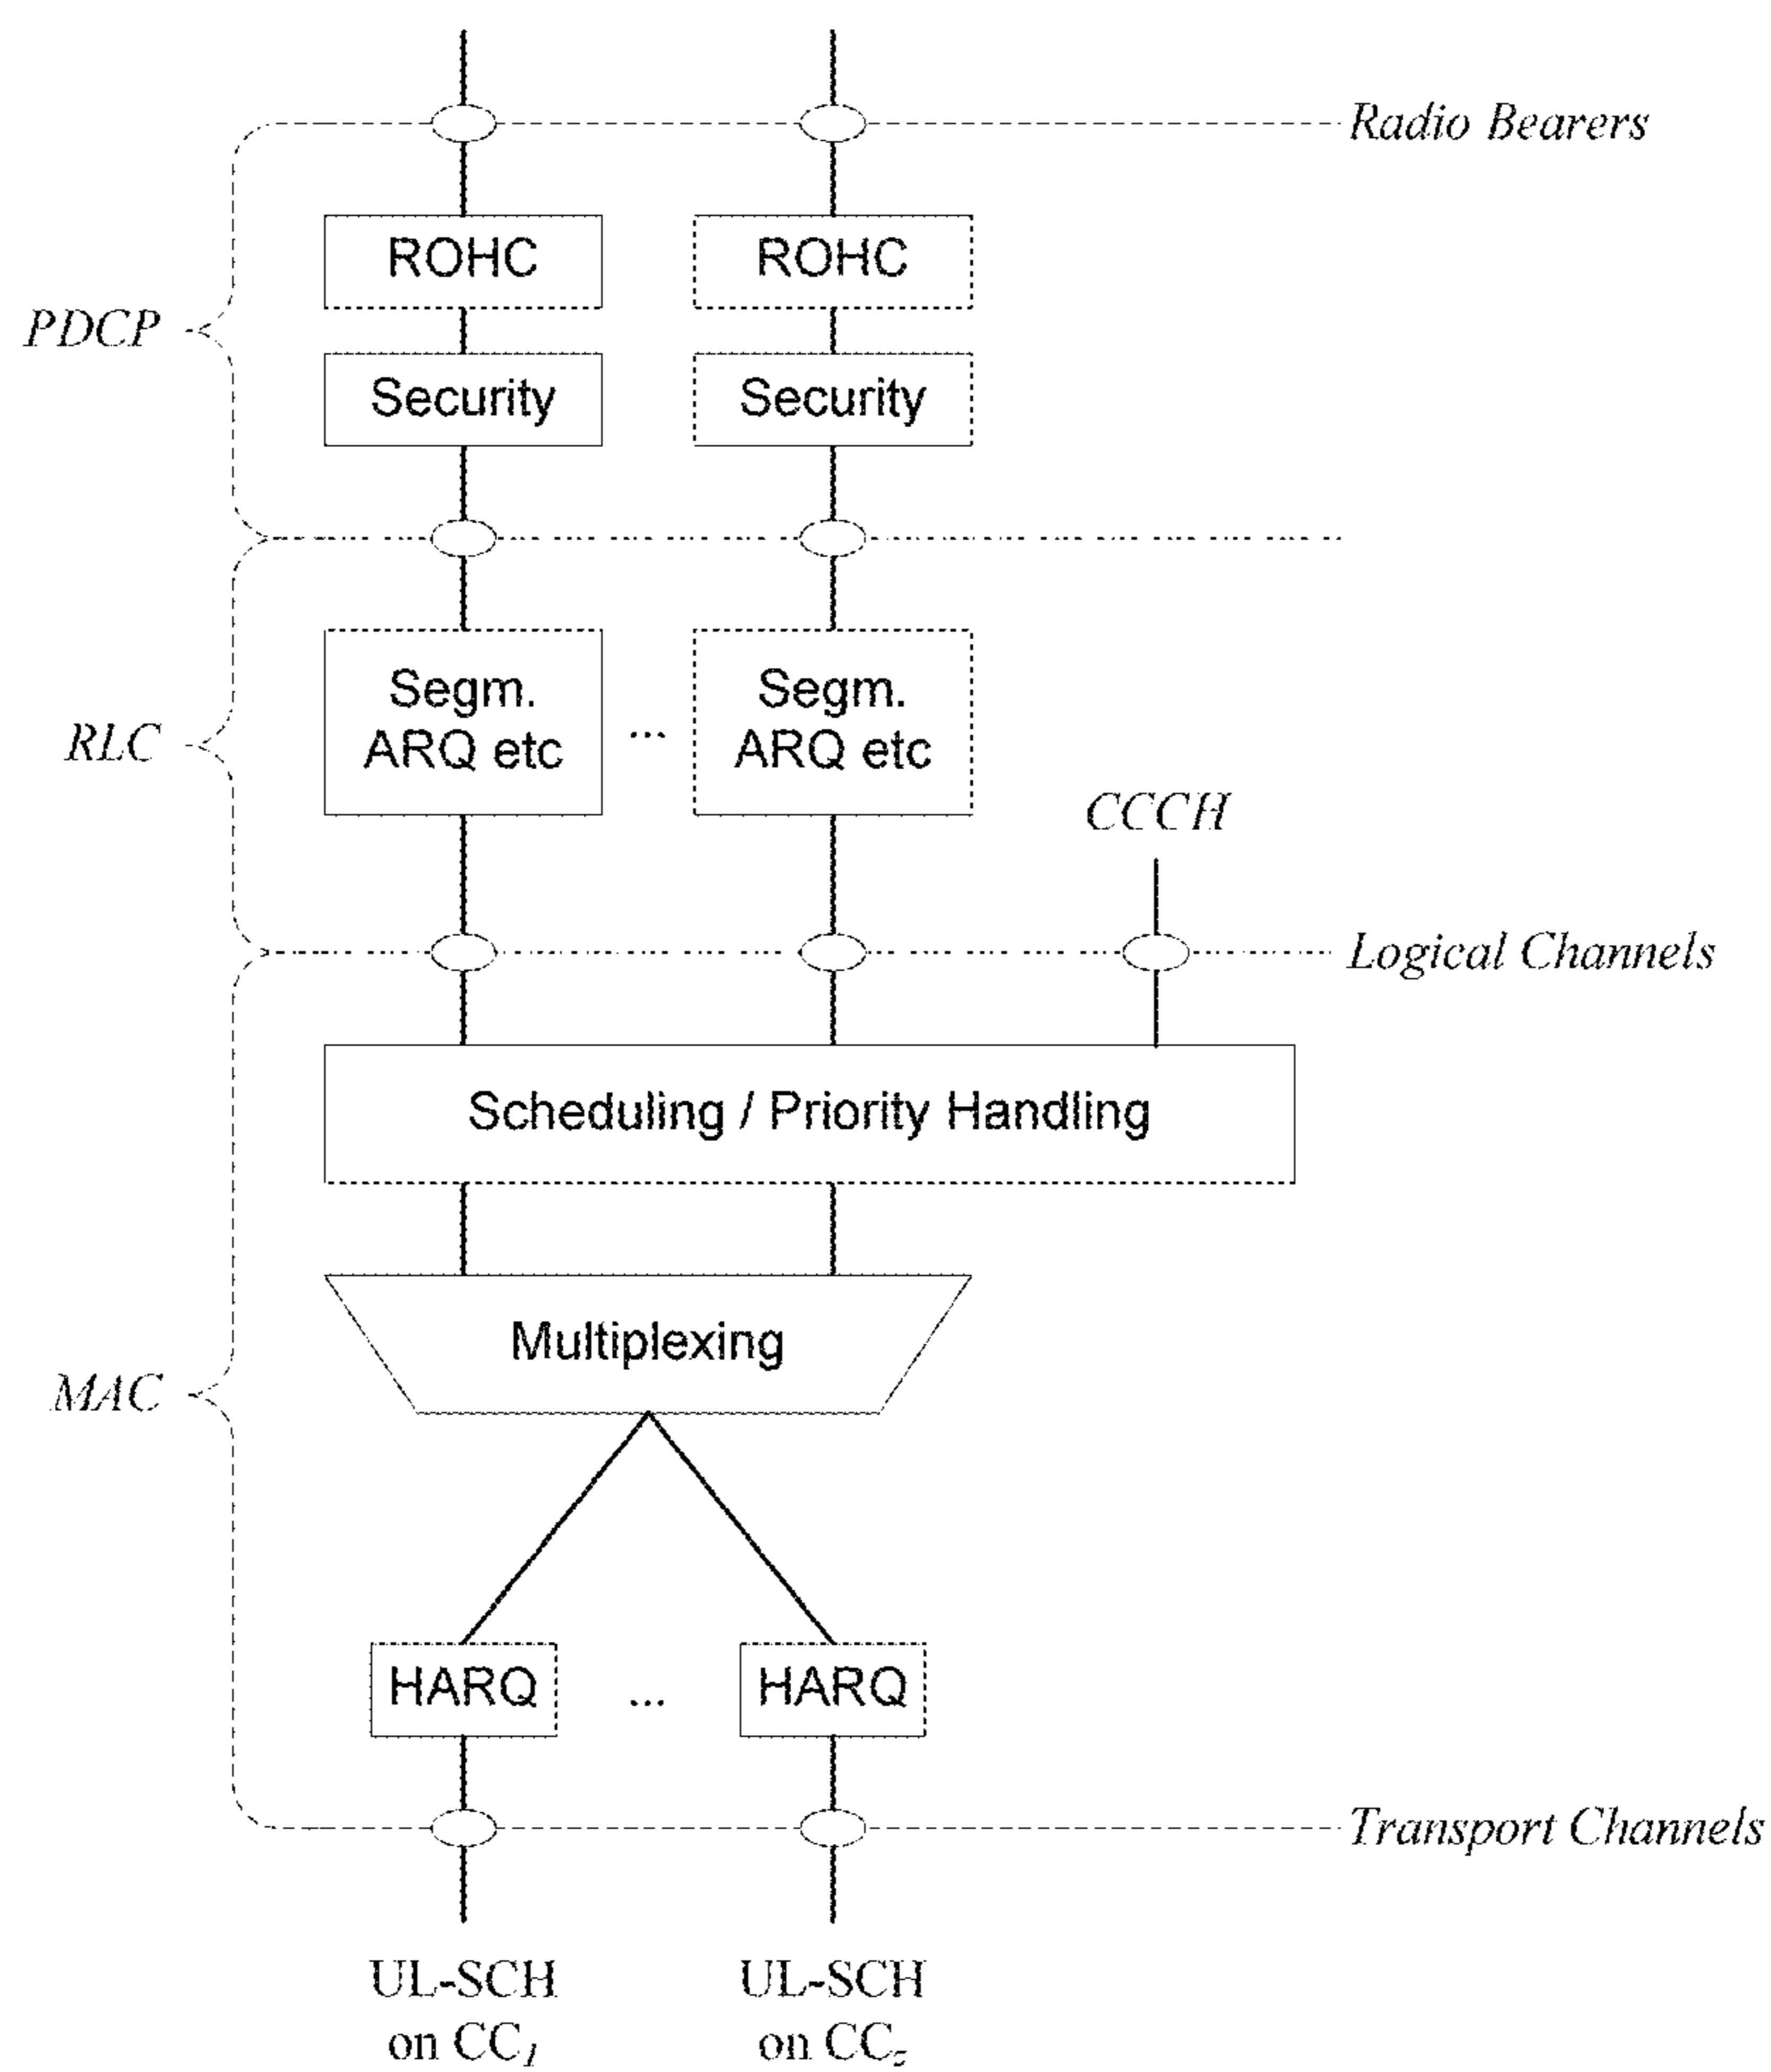 Radio Bearers
ROHC
ROHC
PDCP
Security
Security
Segm.
ARQ etc
...
Segm.
ARQ etc
RLC
CCCH
Logical Channels
Scheduling / Priority Handling
Multiplexing
MAC
HARQ
...
HARQ
Transport Channels
UL-SCH
on CC1
UL-SCH
on CCz